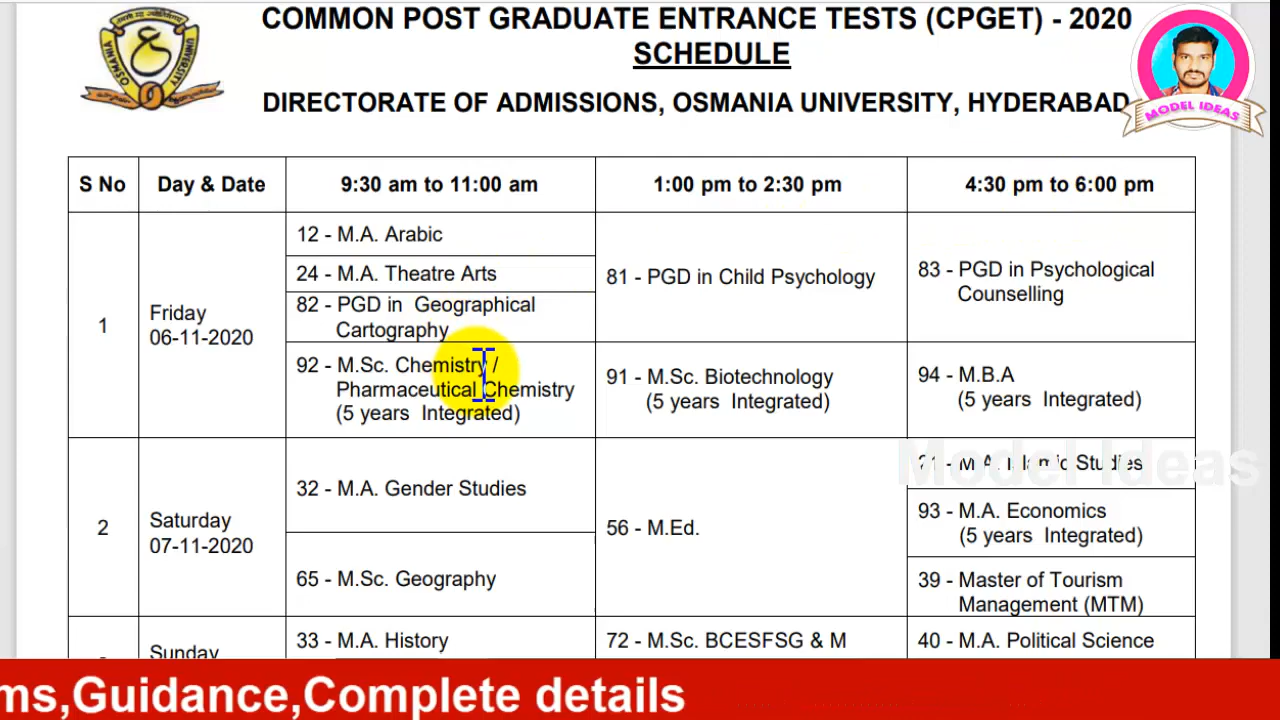 COMMON POST GRADUATE ENTRANCE TESTS (CPGET) - 2020
SCHEDULE
DIRECTORATE OF ADMISSIONS, OSMANIA UNIVERSITY, HYDERABAD
OSMANIA UNIVERSITY
MODEL IDEAS
S No
Day & Date
9:30 am to 11:00 am
1:00 pm to 2:30 pm
4:30 pm to 6:00 pm
1
Friday
06-11-2020
12 - M.A. Arabic
24 - M.A. Theatre Arts
82 - PGD in Geographical
Cartography
81 - PGD in Child Psychology
83 - PGD in Psychological
Counselling
92 - M.Sc. Chemistry /
Pharmaceutical Chemistry
(5 years Integrated)
91 - M.Sc. Biotechnology
(5 years Integrated)
94 - M.B.A
(5 years Integrated)
2
Saturday
07-11-2020
32 - M.A. Gender Studies
65 - M.Sc. Geography
56 - M.Ed.
21 - M.A. Islamic Studies
93 - M.A. Economics
(5 years Integrated)
39 - Master of Tourism
Management (MTM)
Model Ideas
Sunday
33 - M.A. History
72 - M.Sc. BCESFSG & M
40 - M.A. Political Science
ms,Guidance,Complete details